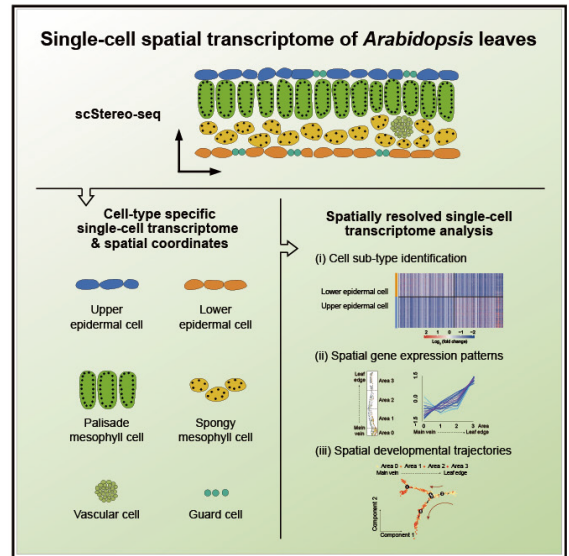 Single-cell spatial transcriptome of Arabidopsis leaves
scStereo-seq
Cell-type specific
single-cell transcriptome
& spatial coordinates
Upper
epidermal cell
Lower
epidermal cell
Palisade
mesophyll cell
Spongy
mesophyll cell
Vascular cell
Guard cell
Spatially resolved single-cell
transcriptome analysis
(i) Cell sub-type identification
Lower epidermal cell
Upper epidermal cell
2 1 0 −1 −2
Log₂ (fold change)
(ii) Spatial gene expression patterns
Leaf
edge
Area 3
Area 2
Area 1
Main
vein
Area 0
1.5
0.0
-1.5
0 1 2 3
Area
Main vein
Leaf edge
(iii) Spatial developmental trajectories
Area 0 Area 1 Area 2 Area 3
Main vein
Leaf edge
Component 2
Component 1